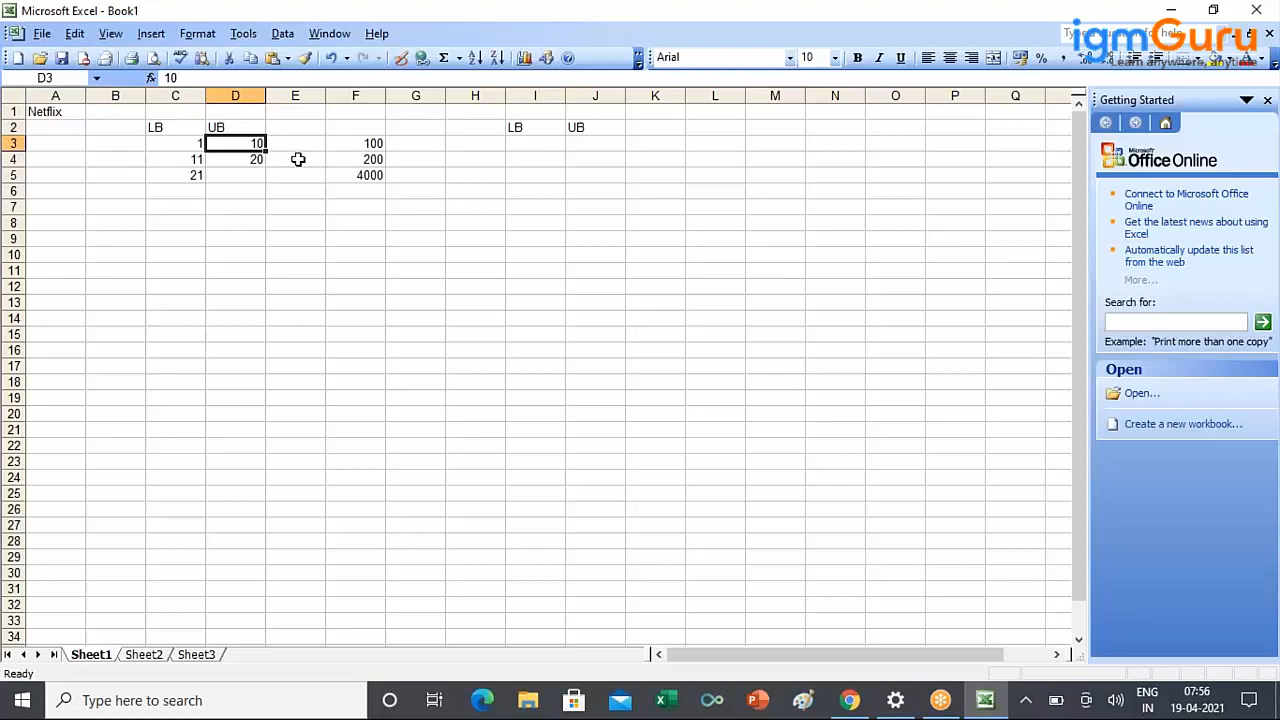 Microsoft Excel - Book1
File Edit View Insert Format Tools Data Window Help
igmGuru
Learn anywhere, anytime
Arial 10 B I U
D3 fx 10
A B C D E F G H I J K L M N O P Q
1 Netflix
2 LB UB LB UB
3 1 10 100
4 11 20 200
5 21 4000
6
7
8
9
10
11
12
13
14
15
16
17
18
19
20
21
22
23
24
25
26
27
28
29
30
31
32
33
34
Getting Started
Office Online
Connect to Microsoft Office
Online
Get the latest news about using
Excel
Automatically update this list
from the web
More...
Search for:
Example: "Print more than one copy"
Open
Open...
Create a new workbook...
Sheet1 Sheet2 Sheet3
Ready
Type here to search
ENG
IN
07:56
19-04-2021